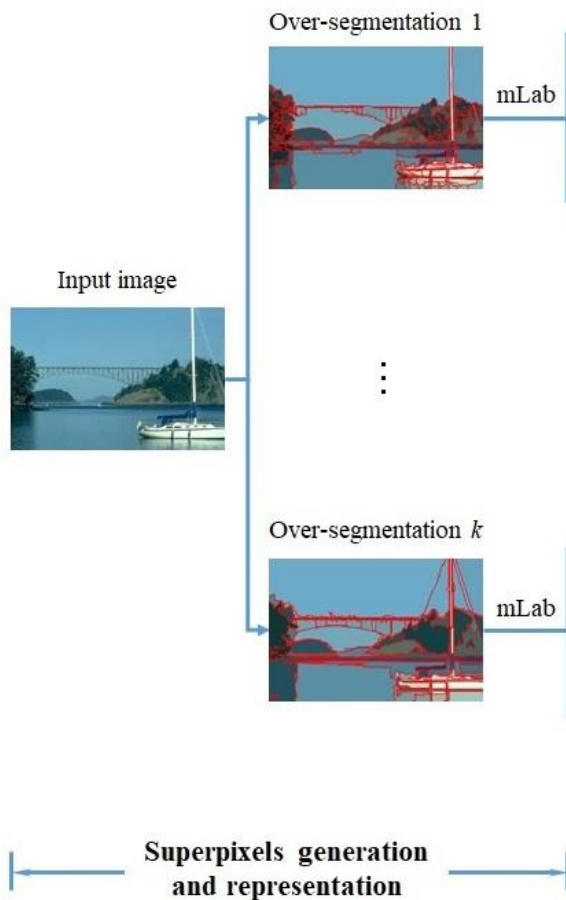 Over-segmentation 1
mLab
Input image
⋮
Over-segmentation k
mLab
Superpixels generation
and representation